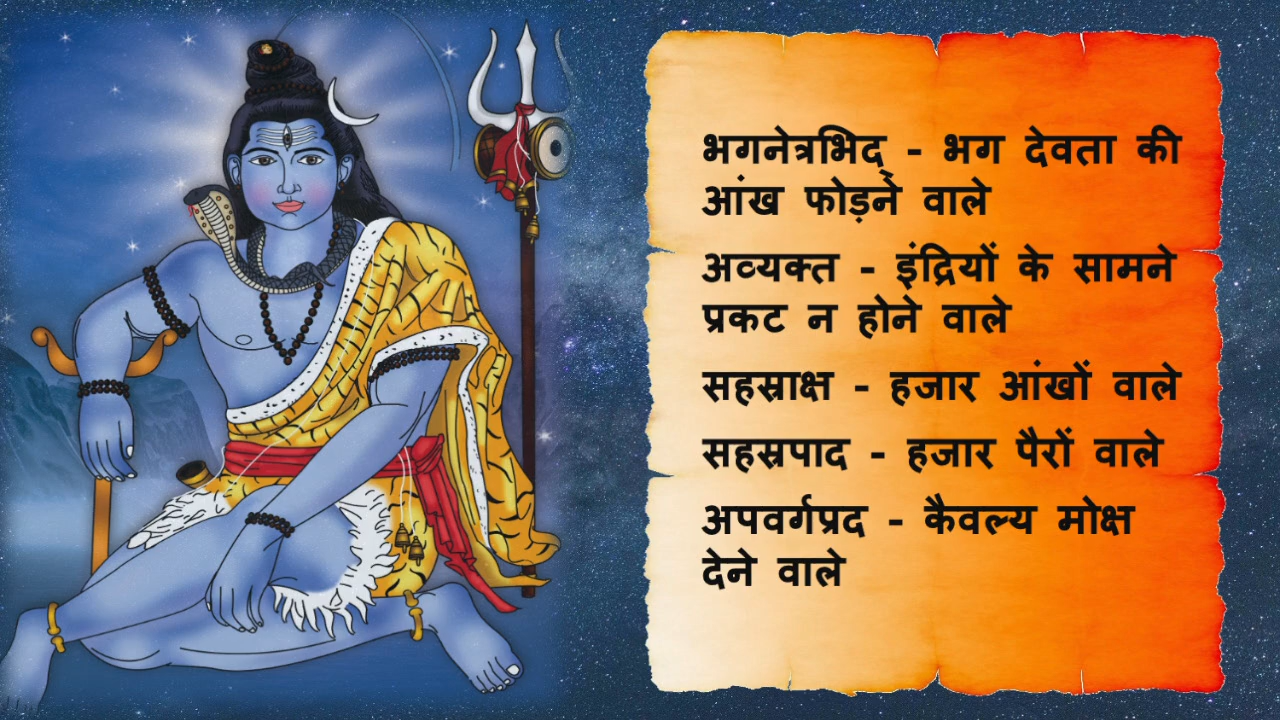 भगनेत्रभिद् - भग देवता की
आंख फोड़ने वाले
अव्यक्त - इंद्रियों के सामने
प्रकट न होने वाले
सहस्राक्ष - हजार आंखों वाले
सहस्रपाद - हजार पैरों वाले
अपवर्गप्रद - कैवल्य मोक्ष
देने वाले